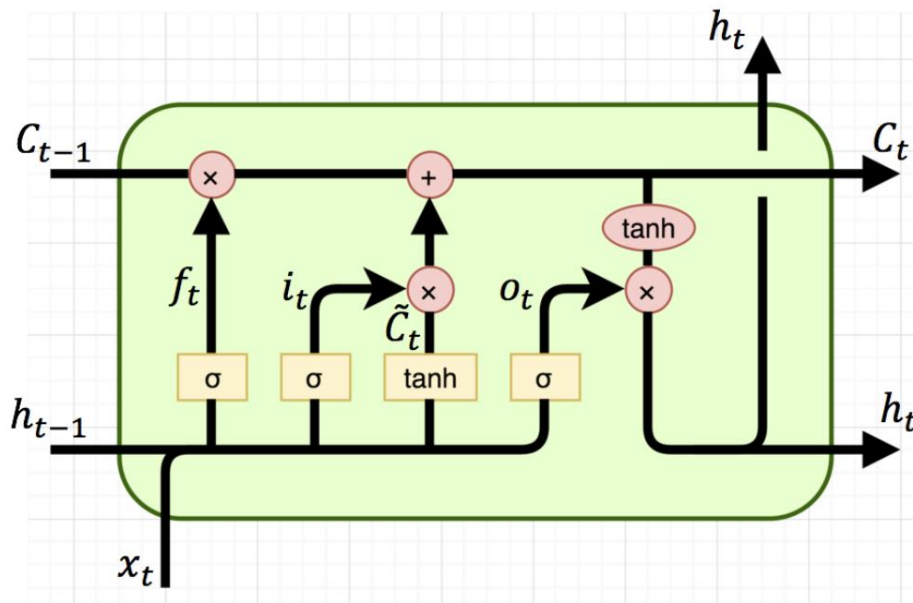 h_t
C_{t-1}
C_t
×
+
tanh
f_t
i_t
×
o_t
×
C̃_t
σ
σ
tanh
σ
h_{t-1}
h_t
x_t